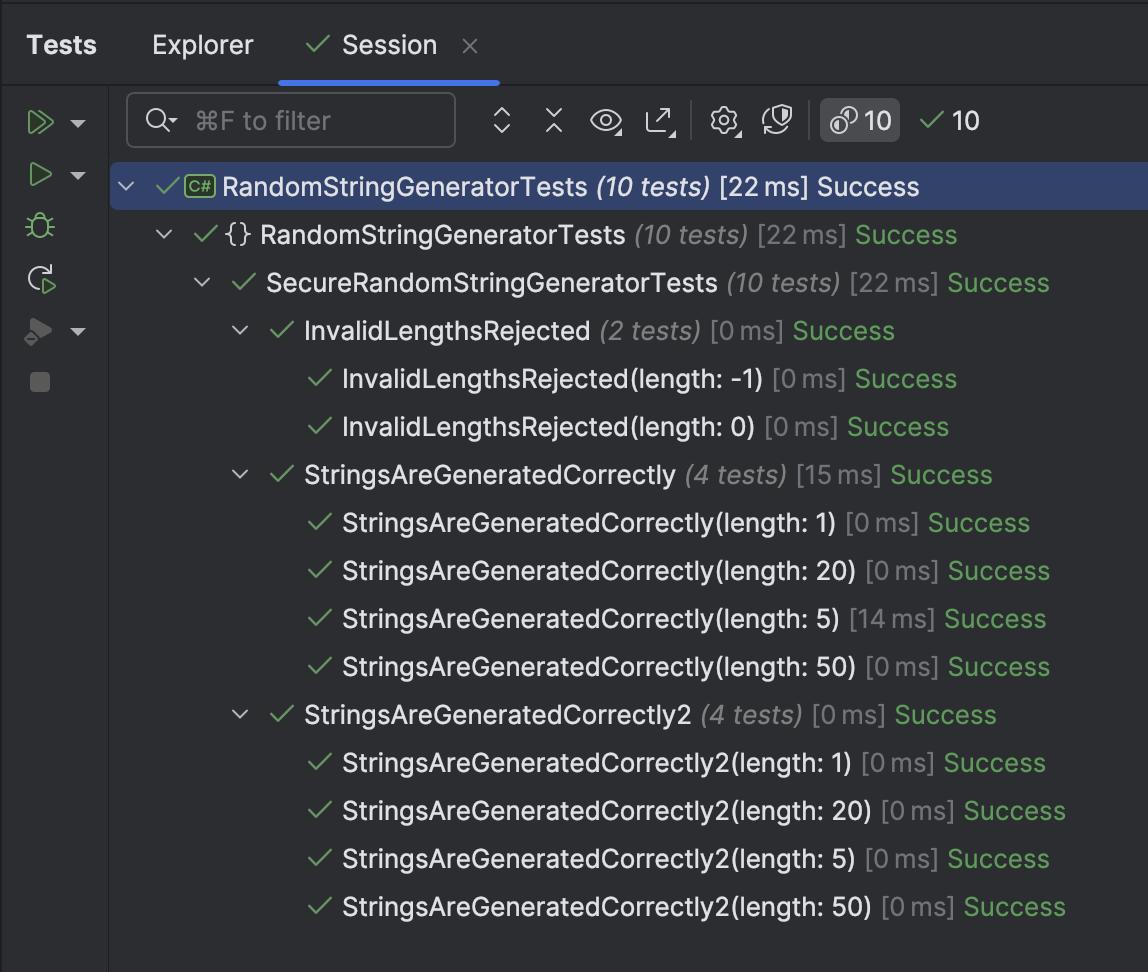 Tests Explorer Session
⌘F to filter 10 10
C# RandomStringGeneratorTests (10 tests) [22 ms] Success
{} RandomStringGeneratorTests (10 tests) [22 ms] Success
SecureRandomStringGeneratorTests (10 tests) [22 ms] Success
InvalidLengthsRejected (2 tests) [0 ms] Success
InvalidLengthsRejected(length: -1) [0 ms] Success
InvalidLengthsRejected(length: 0) [0 ms] Success
StringsAreGeneratedCorrectly (4 tests) [15 ms] Success
StringsAreGeneratedCorrectly(length: 1) [0 ms] Success
StringsAreGeneratedCorrectly(length: 20) [0 ms] Success
StringsAreGeneratedCorrectly(length: 5) [14 ms] Success
StringsAreGeneratedCorrectly(length: 50) [0 ms] Success
StringsAreGeneratedCorrectly2 (4 tests) [0 ms] Success
StringsAreGeneratedCorrectly2(length: 1) [0 ms] Success
StringsAreGeneratedCorrectly2(length: 20) [0 ms] Success
StringsAreGeneratedCorrectly2(length: 5) [0 ms] Success
StringsAreGeneratedCorrectly2(length: 50) [0 ms] Success